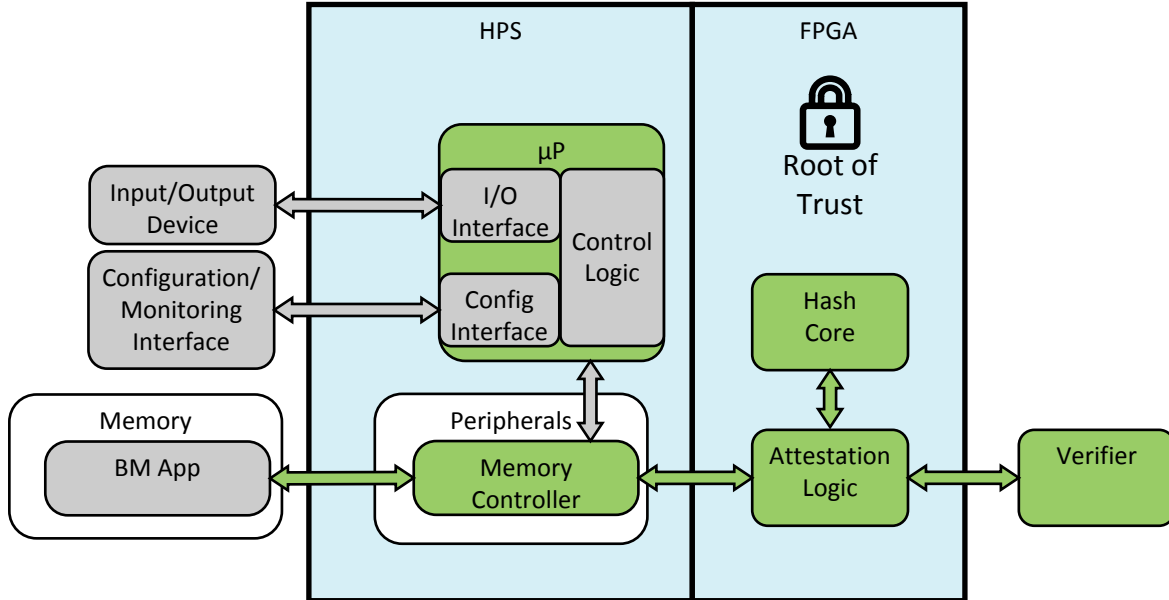 HPS
FPGA
Root of
Trust
µP
Input/Output
Device
I/O
Interface
Control
Logic
Configuration/
Monitoring
Interface
Config
Interface
Hash
Core
Memory
BM App
Peripherals
Memory
Controller
Attestation
Logic
Verifier